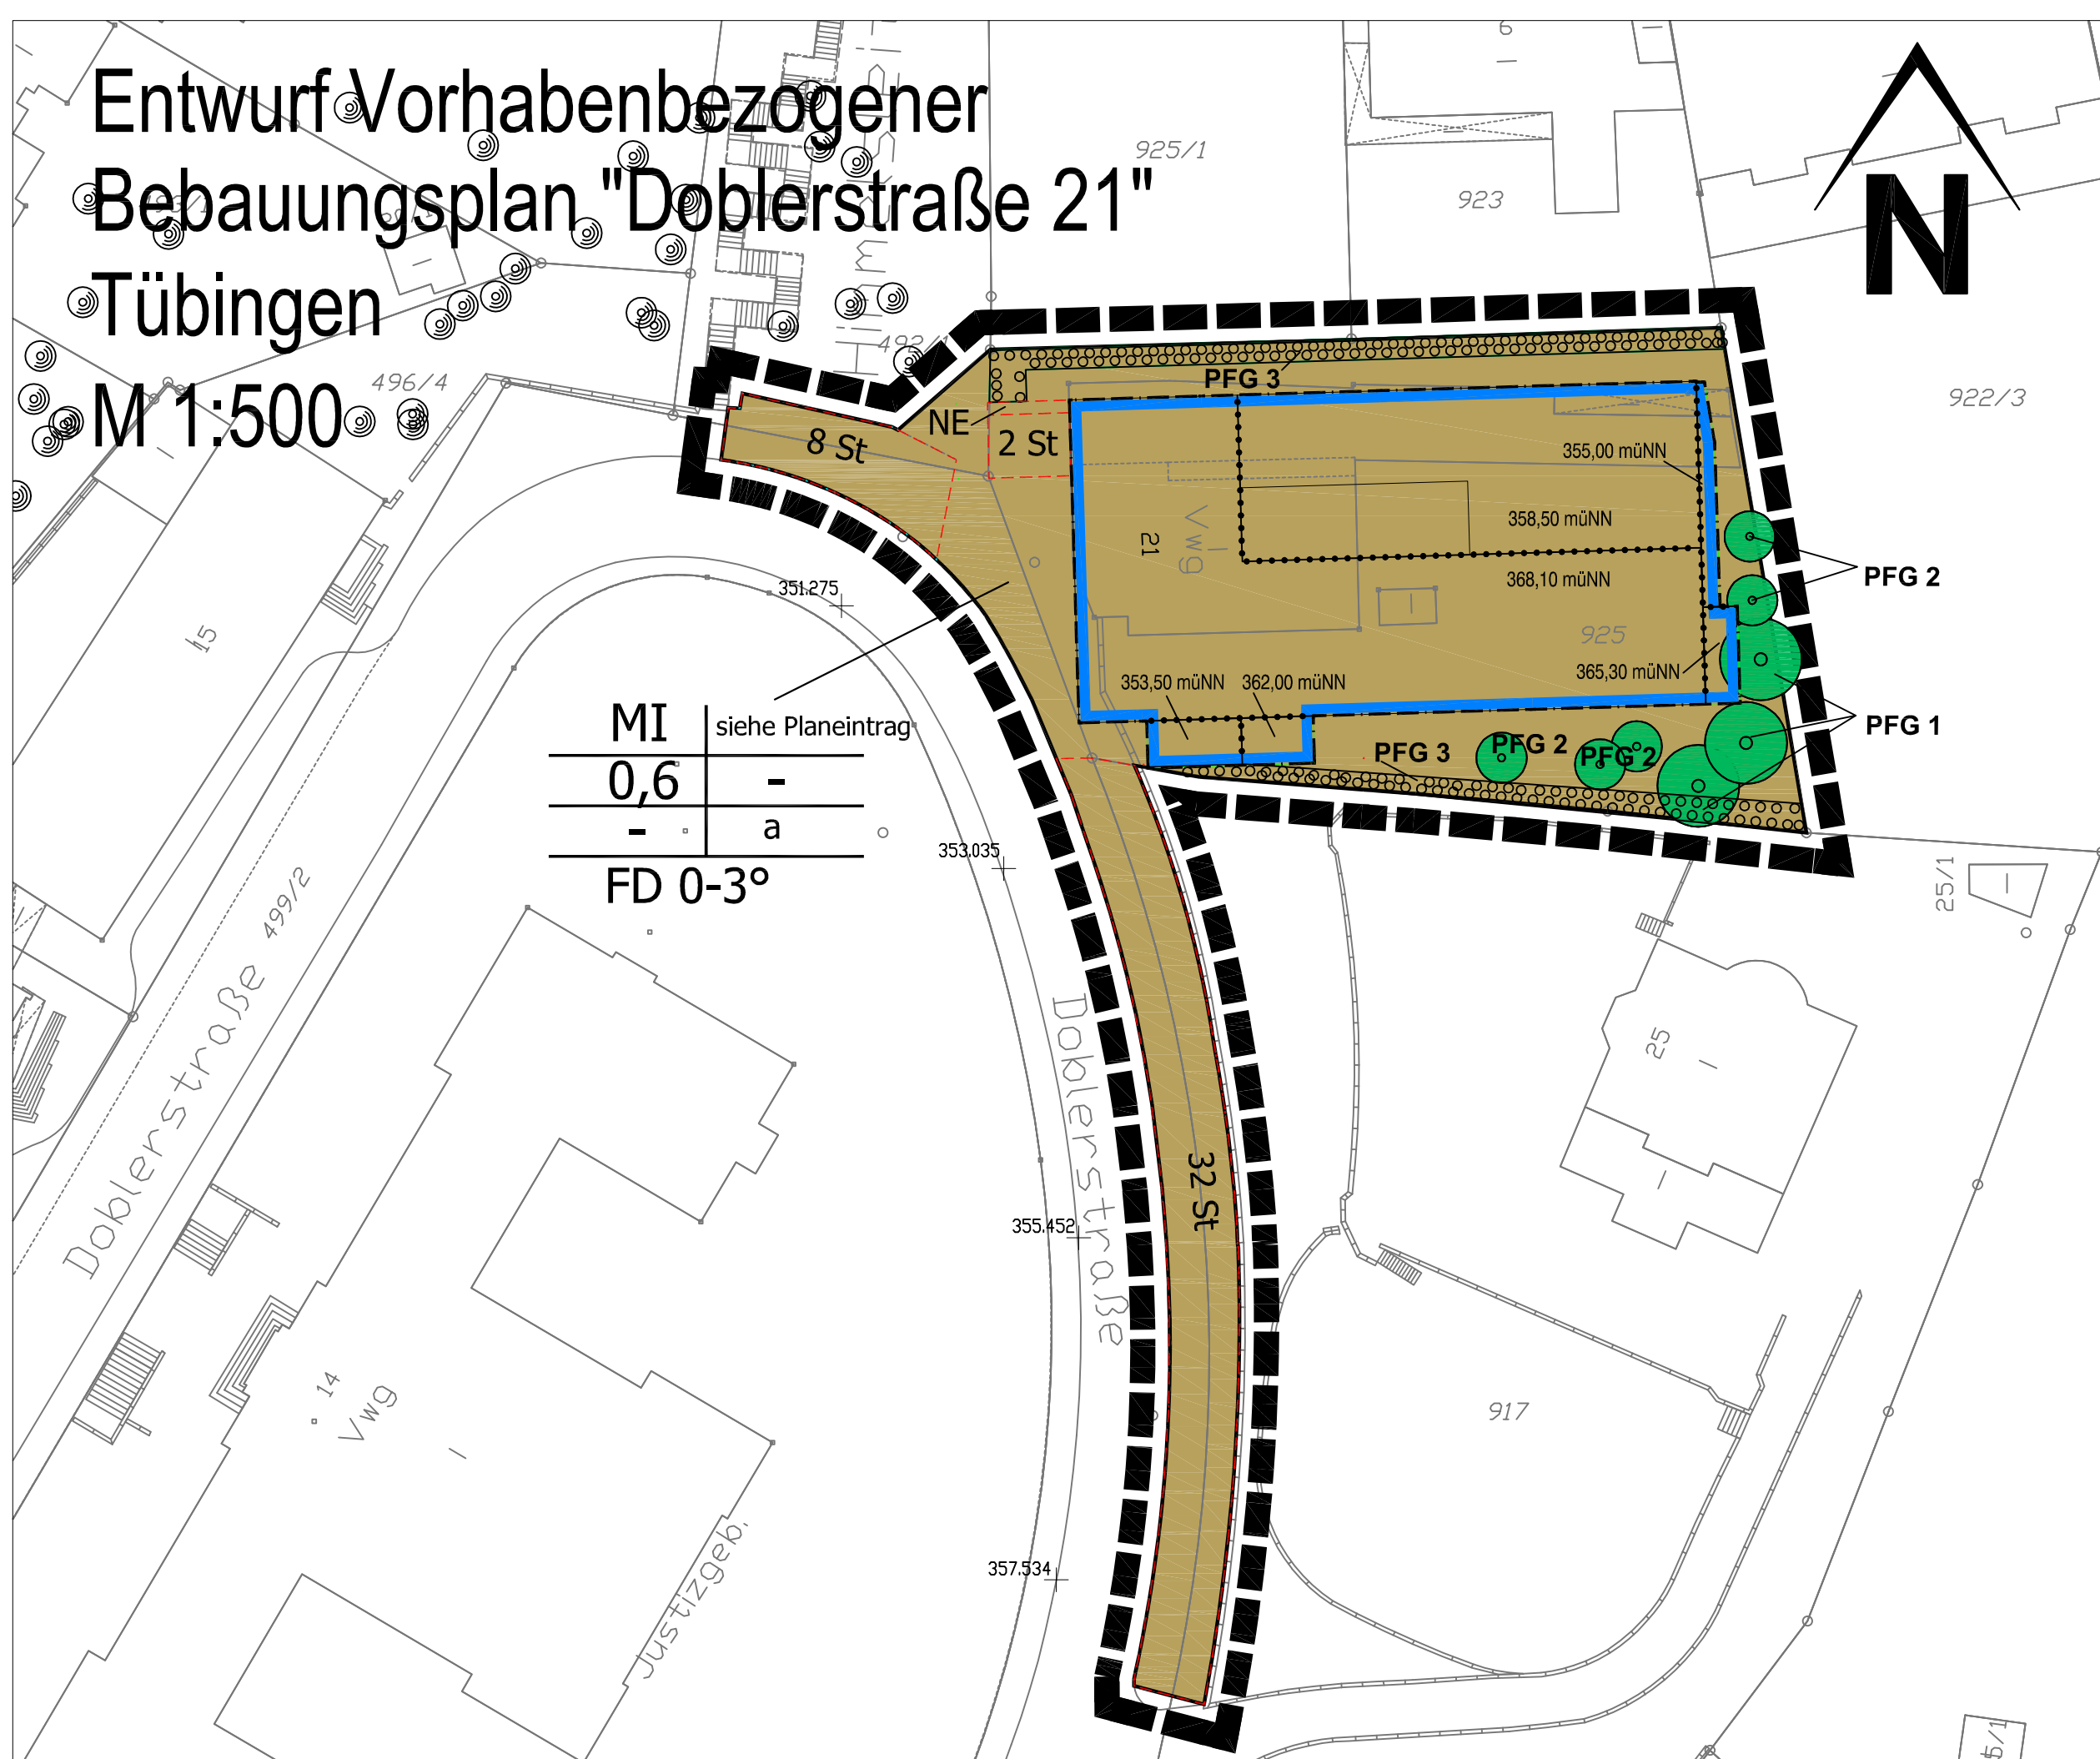 Entwurf Vorhabenbezogener
Bebauungsplan "Doblerstraße 21"
Tübingen
M 1:500
N
925/1
923
922/3
496/4
492/1
PFG 3
NE
2 St
8 St
355,00 müNN
358,50 müNN
368,10 müNN
21
Vwg
925
365,30 müNN
353,50 müNN
362,00 müNN
PFG 2
PFG 1
PFG 3
PFG 2
PFG 2
351.275
MI
siehe Planeintrag
0,6
-
-
a
FD 0-3°
353.035
15
Doblerstraße 499/2
Doblerstraße
32 St
355.452
357.534
25/1
25
917
14
Vwg
Justizgeb.